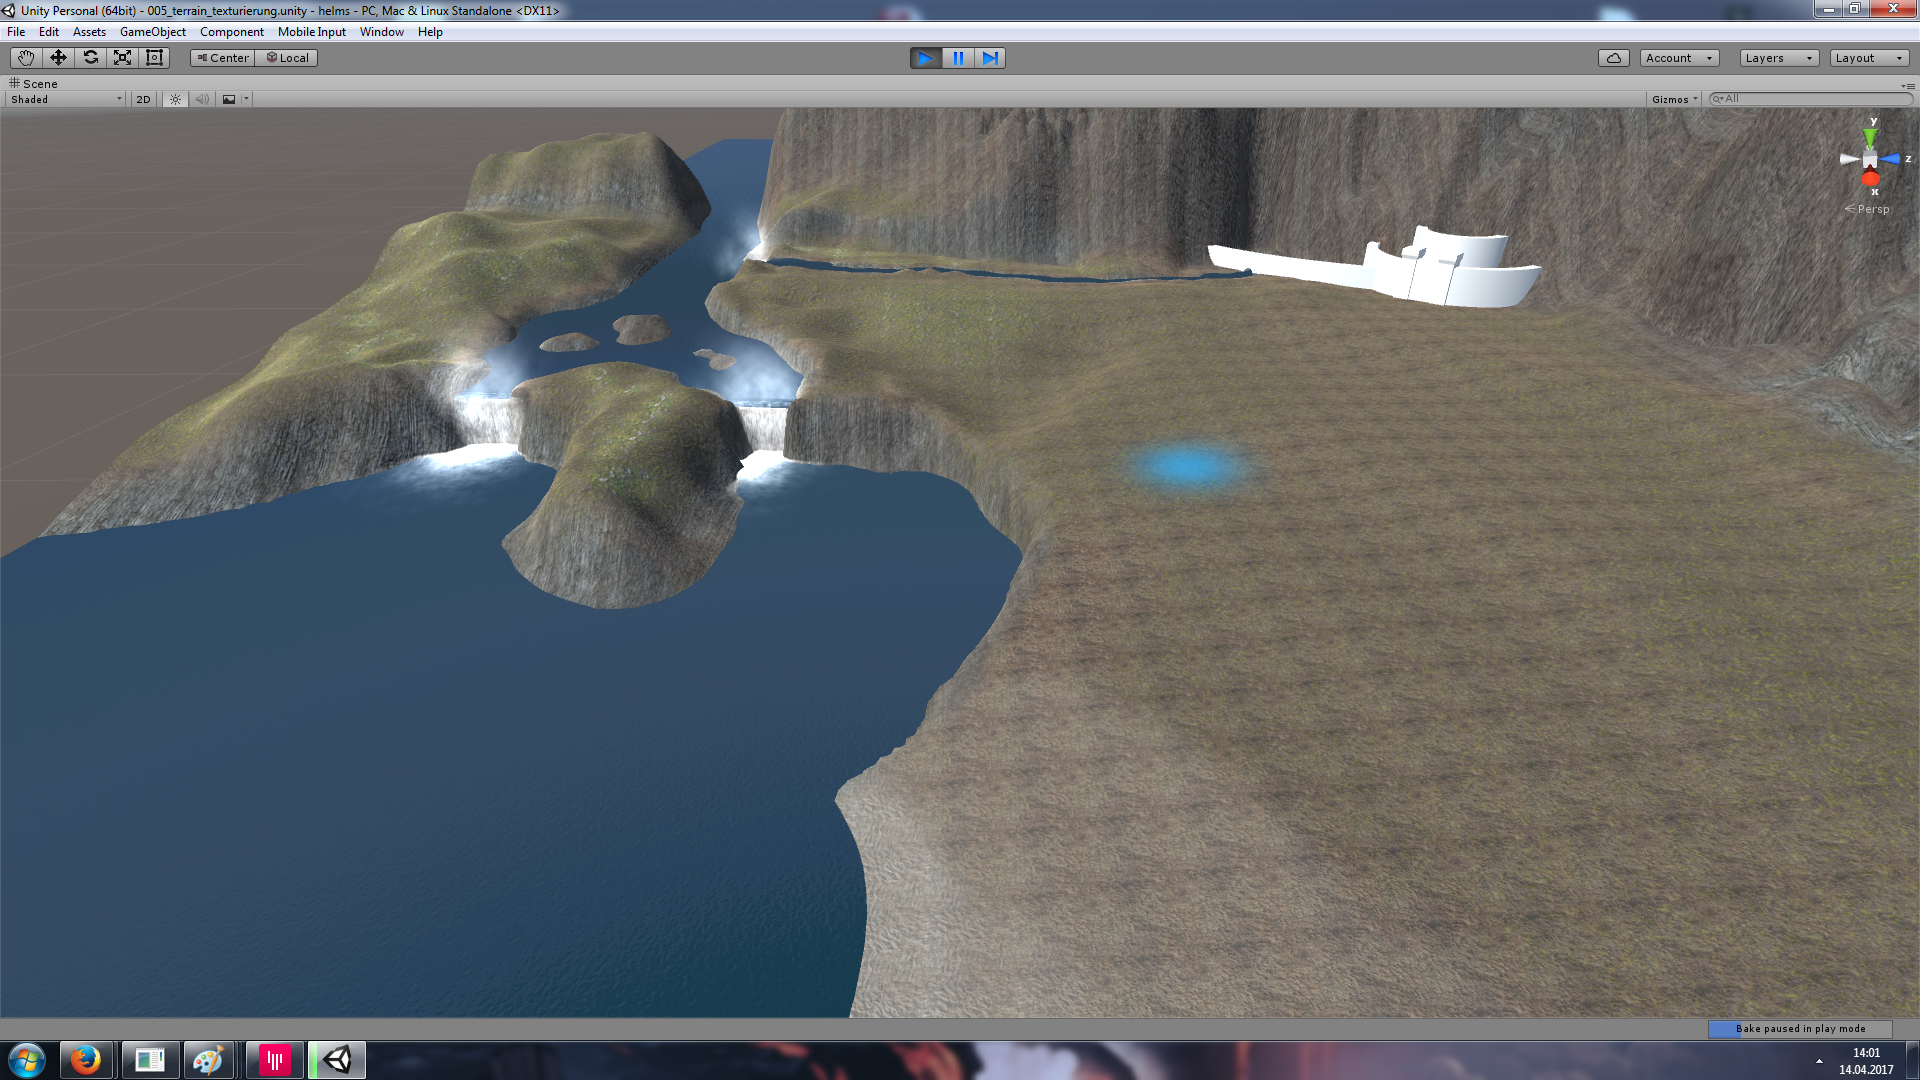 Unity Personal (64bit) - 005_terrain_texturierung.unity - helms - PC, Mac & Linux Standalone <DX11>
File Edit Assets GameObject Component Mobile Input Window Help
Center Local Account Layers Layout
Scene
Shaded 2D Gizmos All
y
z
x
Persp
Bake paused in play mode
14:01
14.04.2017